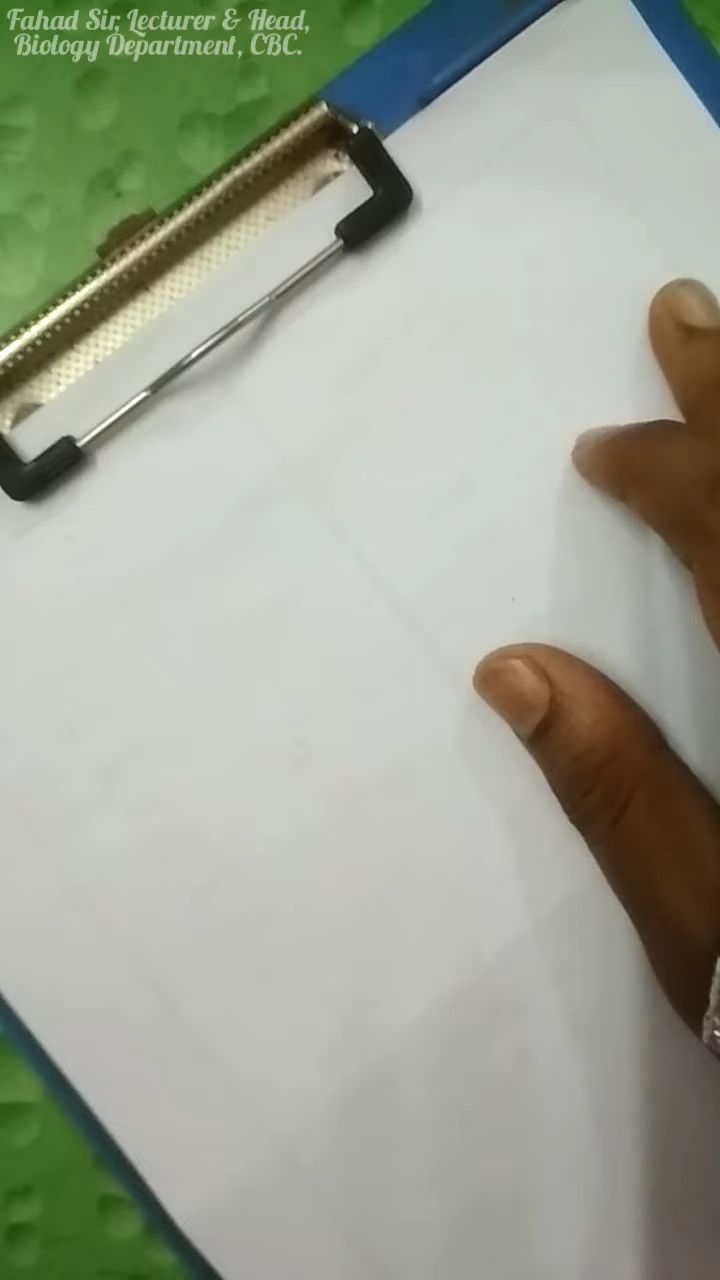 Fahad Sir, Lecturer & Head,
Biology Department, CBC.